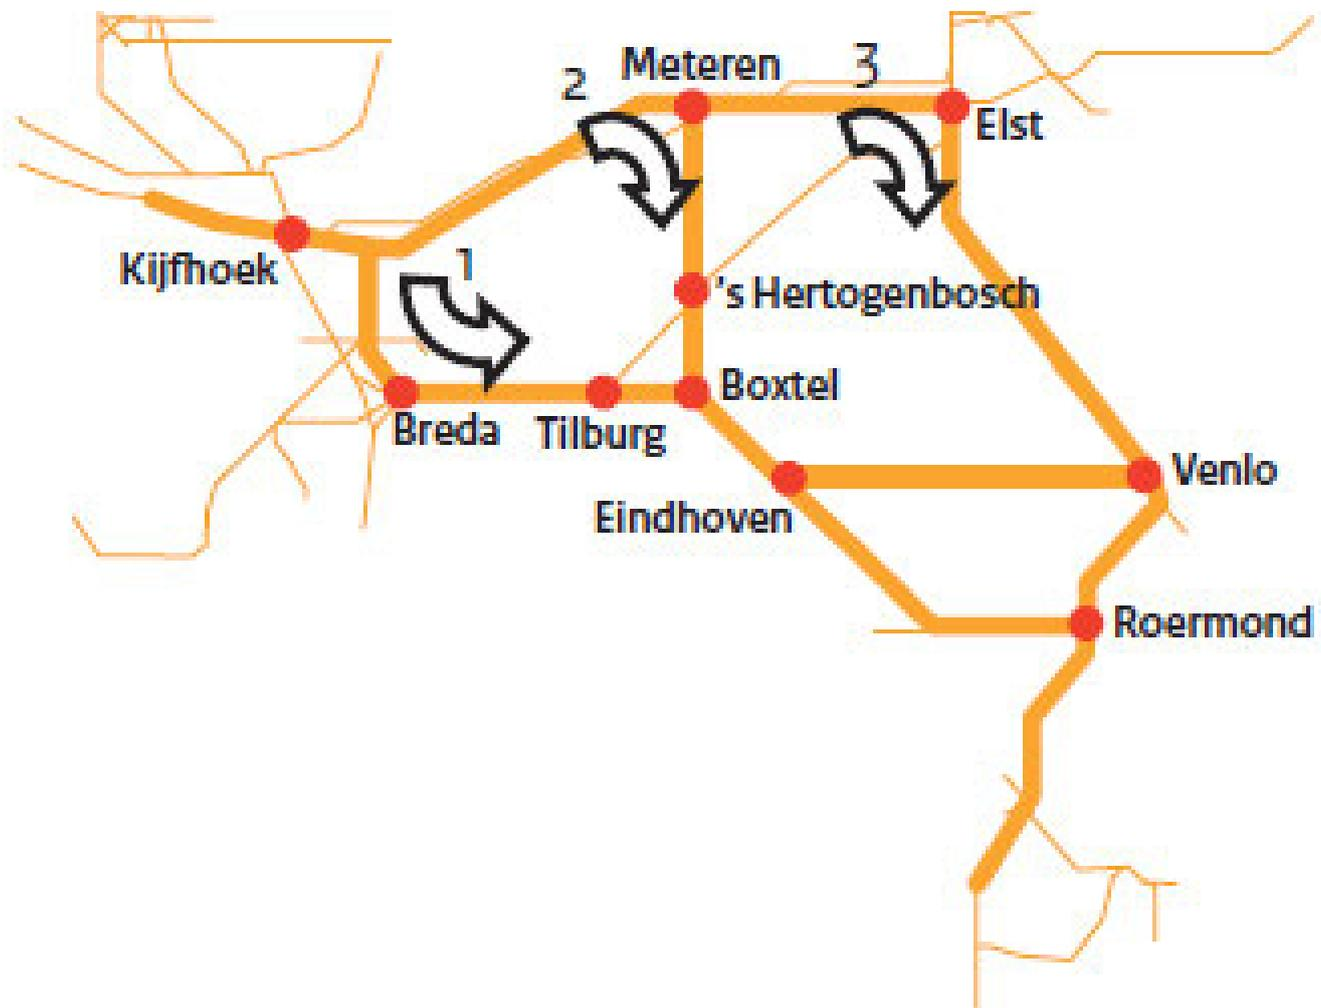 2
Meteren
3
Elst
Kijfhoek
1
's Hertogenbosch
Breda
Tilburg
Boxtel
Eindhoven
Venlo
Roermond